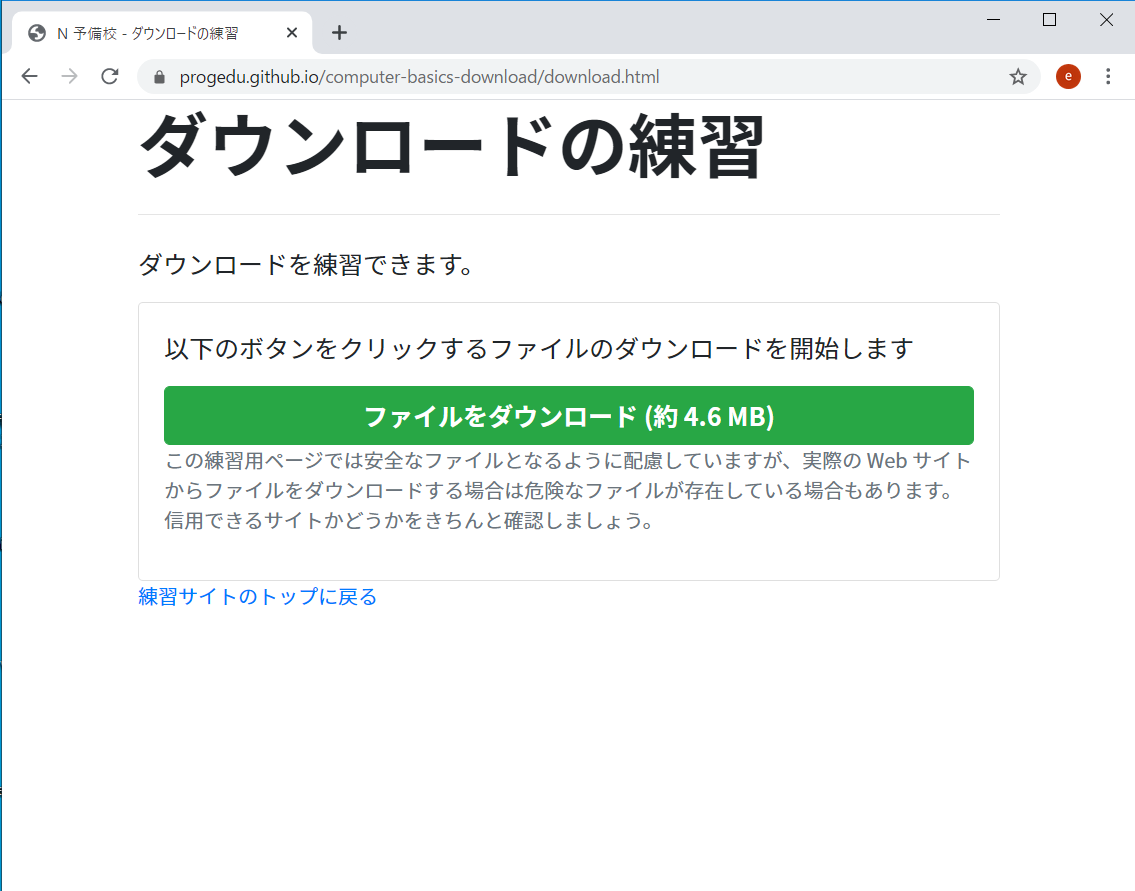 N 予備校 - ダウンロードの練習
progedu.github.io/computer-basics-download/download.html
e
ダウンロードの練習
ダウンロードを練習できます。
以下のボタンをクリックするファイルのダウンロードを開始します
ファイルをダウンロード (約 4.6 MB)
この練習用ページでは安全なファイルとなるように配慮していますが、実際の Web サイト
からファイルをダウンロードする場合は危険なファイルが存在している場合もあります。
信用できるサイトかどうかをきちんと確認しましょう。
練習サイトのトップに戻る